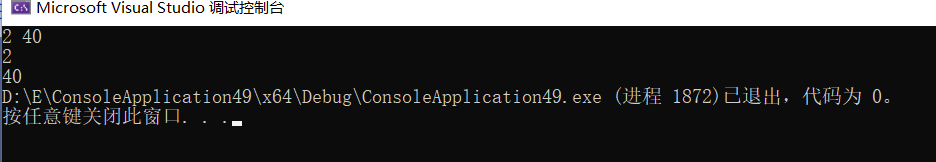 C:\ Microsoft Visual Studio 调试控制台
2 40
2
40
D:\E\ConsoleApplication49\x64\Debug\ConsoleApplication49.exe (进程 1872)已退出，代码为 0。
按任意键关闭此窗口. . .